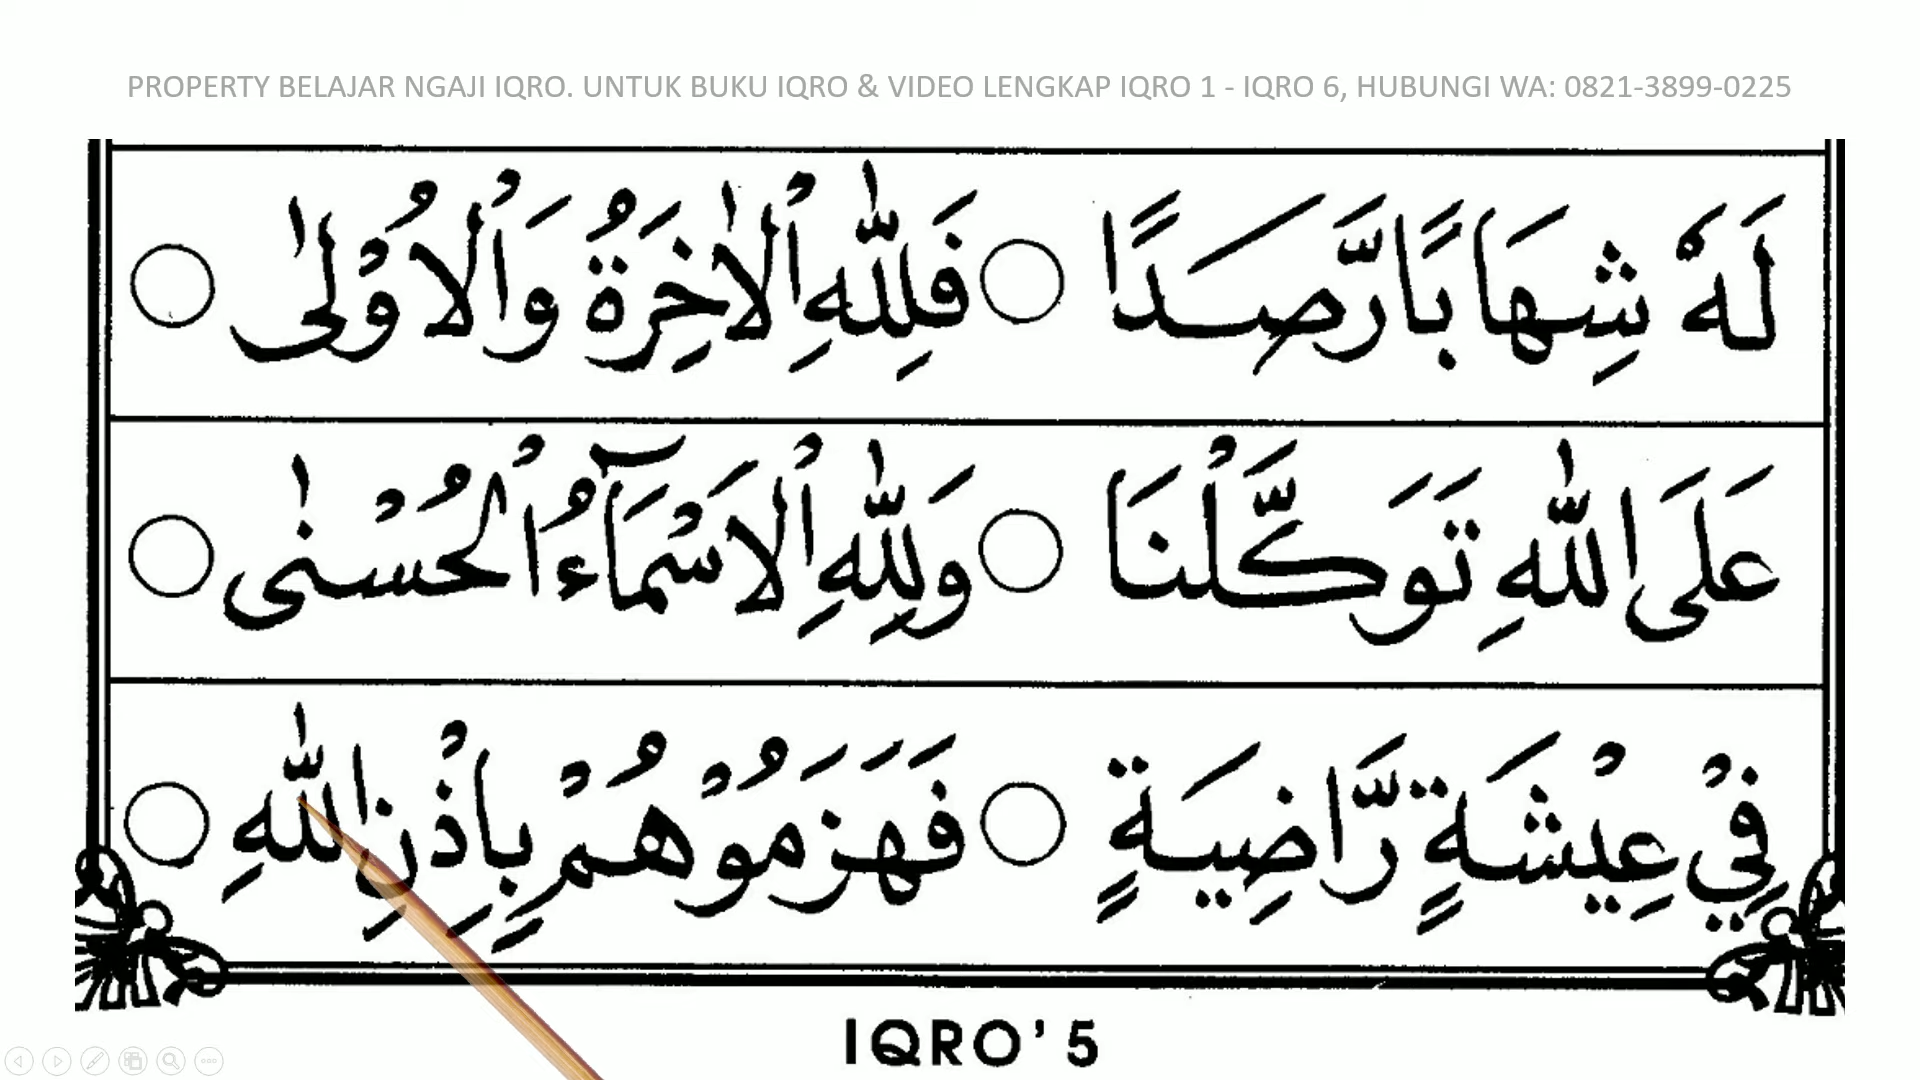 PROPERTY BELAJAR NGAJI IQRO. UNTUK BUKU IQRO & VIDEO LENGKAP IQRO 1 - IQRO 6, HUBUNGI WA: 0821-3899-0225
لَهٗ شِهَابًا رَّصَدًا ○ فَلِلّٰهِ الْاٰخِرَةُ وَالْاُوْلٰى ○
عَلَى اللّٰهِ تَوَكَّلْنَا ○ وَلِلّٰهِ الْاَسْمَآءُ الْحُسْنٰى ○
فِيْ عِيْشَةٍ رَّاضِيَةٍ ○ فَهَزَمُوْهُمْ بِاِذْنِ اللّٰهِ ○
IQRO' 5